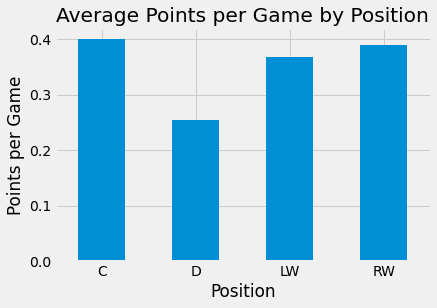 Average Points per Game by Position
Points per Game
0.4
0.3
0.2
0.1
0.0
C D LW RW
Position